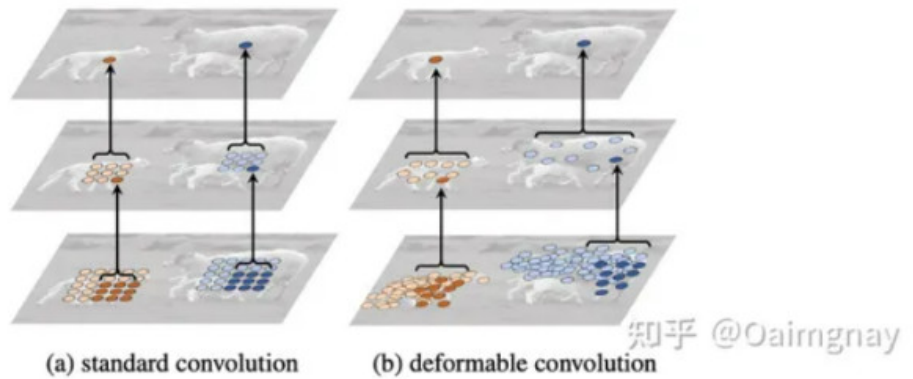 知乎 @Oaimgnay
(a) standard convolution
(b) deformable convolution